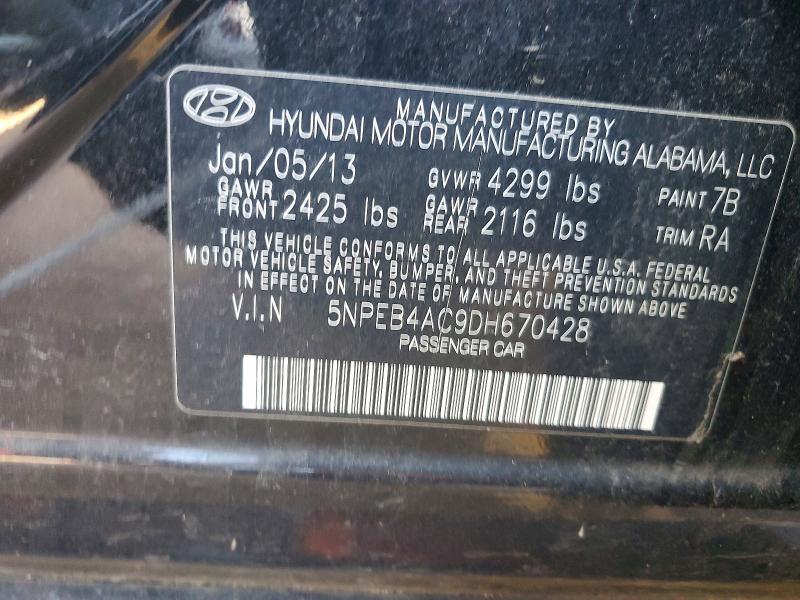 MANUFACTURED BY
HYUNDAI MOTOR MANUFACTURING ALABAMA, LLC
Jan/05/13 GVWR 4299 lbs PAINT 7B
GAWR FRONT 2425 lbs GAWR REAR 2116 lbs TRIM RA
THIS VEHICLE CONFORMS TO ALL APPLICABLE U.S.A. FEDERAL
MOTOR VEHICLE SAFETY, BUMPER, AND THEFT PREVENTION STANDARDS
IN EFFECT ON THE DATE OF MANUFACTURE SHOWN ABOVE
V.I.N 5NPEB4AC9DH670428
PASSENGER CAR